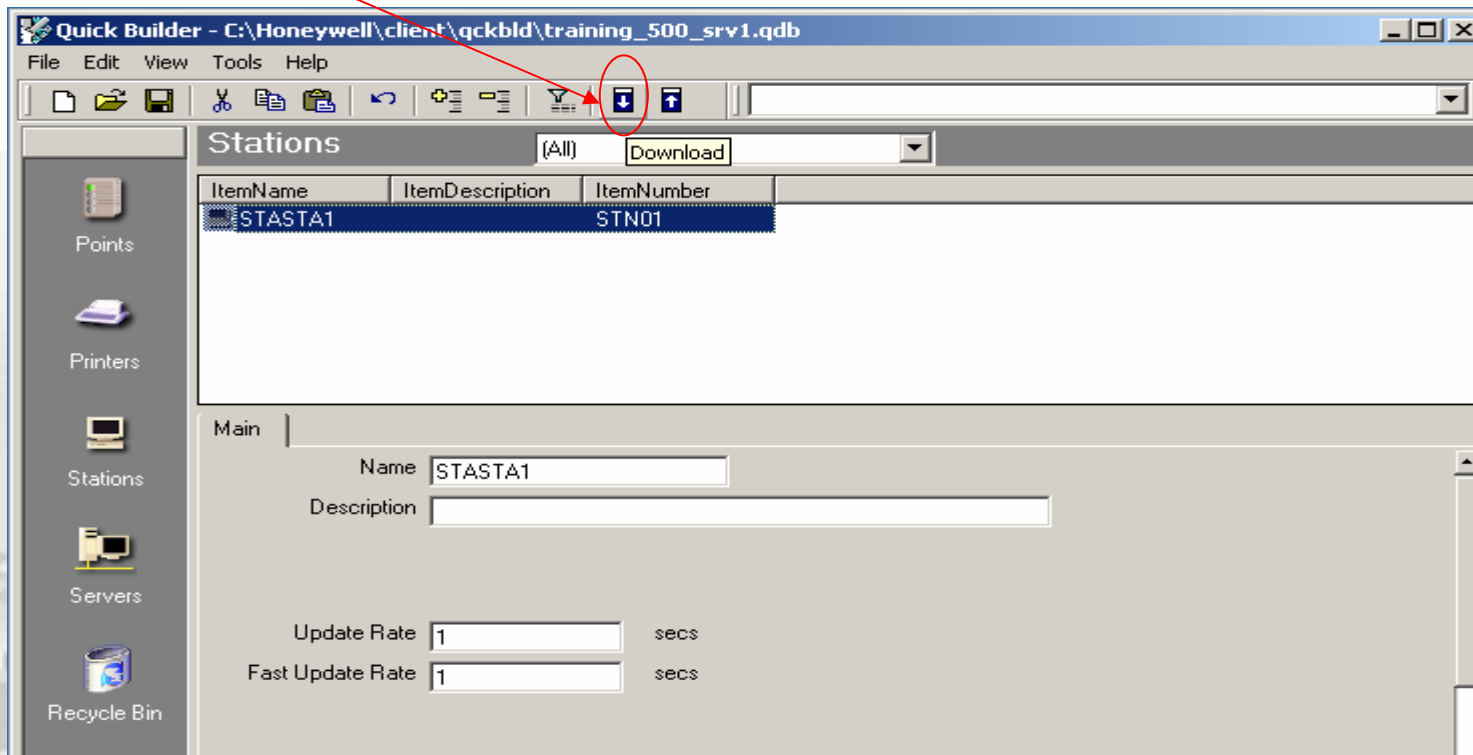 Quick Builder - C:\Honeywell\client\qckbld\training_500_srv1.qdb
File Edit View Tools Help
Stations (All)
Download
ItemName ItemDescription ItemNumber
STASTA1 STN01
Points
Printers
Stations
Servers
Recycle Bin
Main
Name STASTA1
Description
Update Rate 1 secs
Fast Update Rate 1 secs